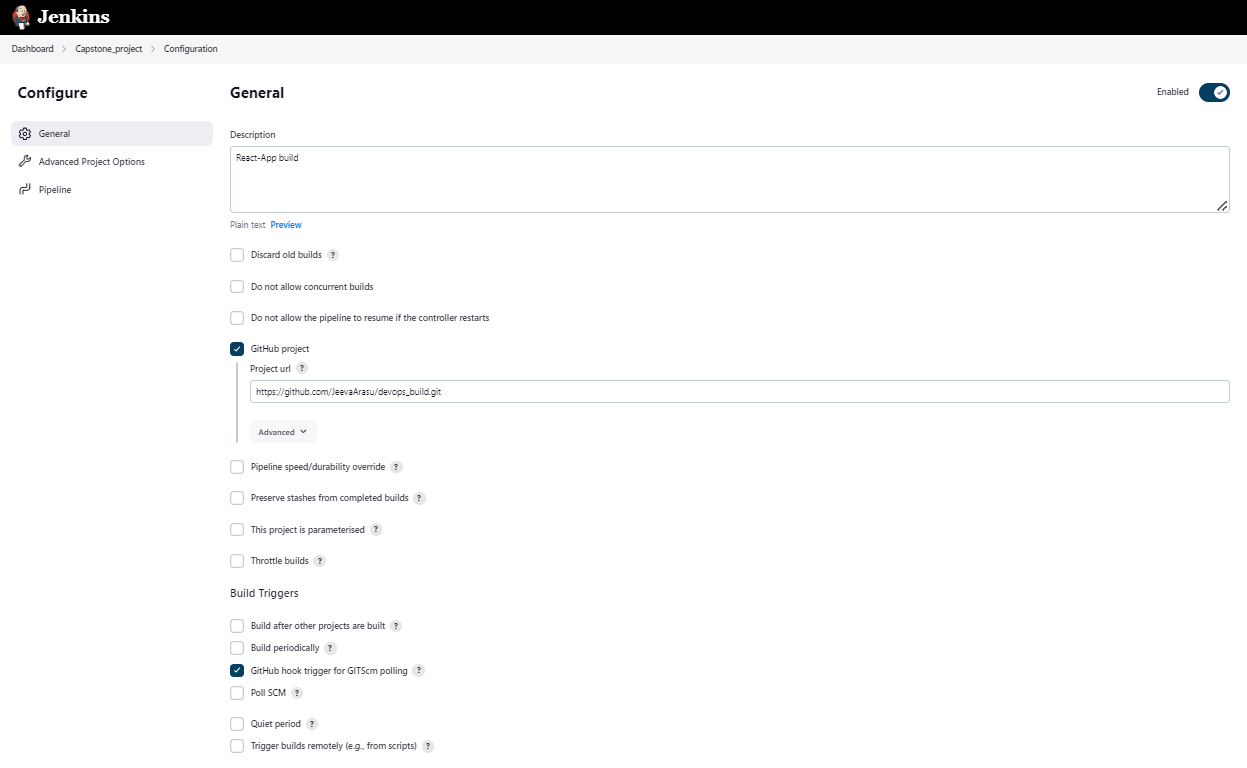 Jenkins
Dashboard > Capstone_project > Configuration
Configure
General
Advanced Project Options
Pipeline
General
Enabled
Description
React-App build
Plain text Preview
Discard old builds ?
Do not allow concurrent builds
Do not allow the pipeline to resume if the controller restarts
GitHub project
Project url ?
https://github.com/JeevaArasu/devops_build.git
Advanced
Pipeline speed/durability override ?
Preserve stashes from completed builds ?
This project is parameterised ?
Throttle builds ?
Build Triggers
Build after other projects are built ?
Build periodically ?
GitHub hook trigger for GITScm polling ?
Poll SCM ?
Quiet period ?
Trigger builds remotely (e.g., from scripts) ?